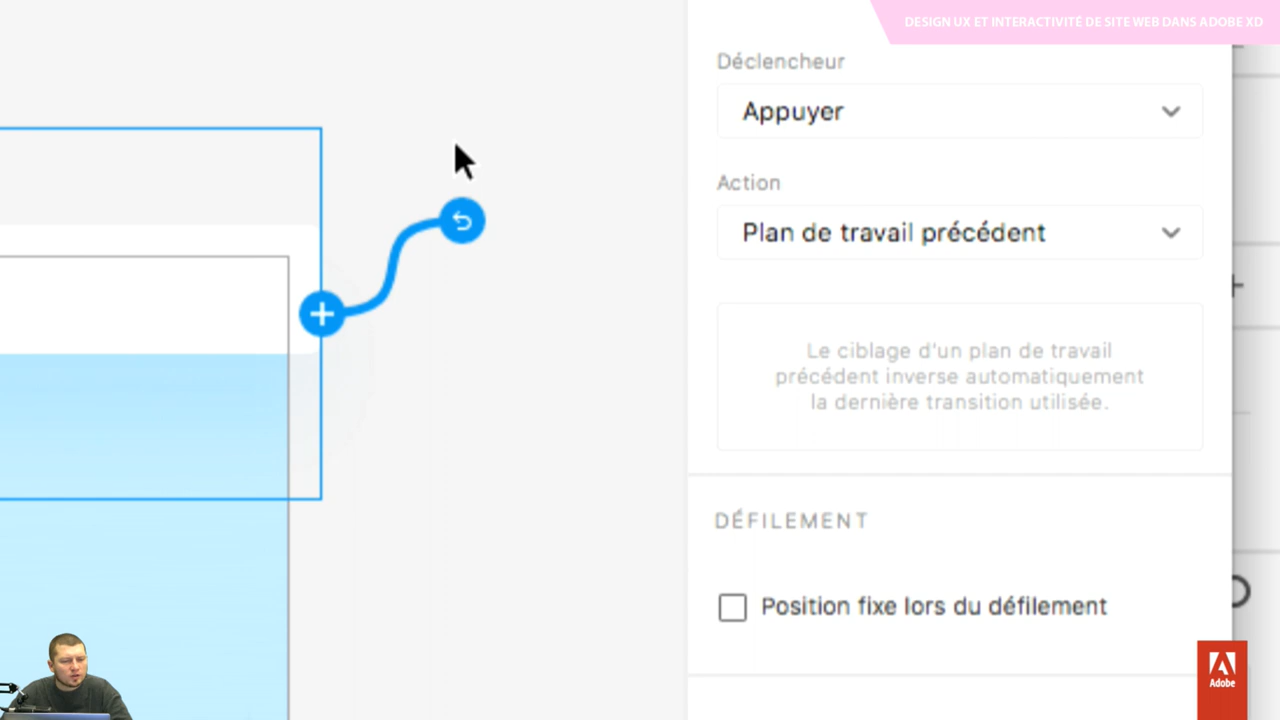 DESIGN UX ET INTERACTIVITÉ DE SITE WEB DANS ADOBE XD
Déclencheur
Appuyer
Action
Plan de travail précédent
Le ciblage d'un plan de travail
précédent inverse automatiquement
la dernière transition utilisée.
DÉFILEMENT
Position fixe lors du défilement
Adobe